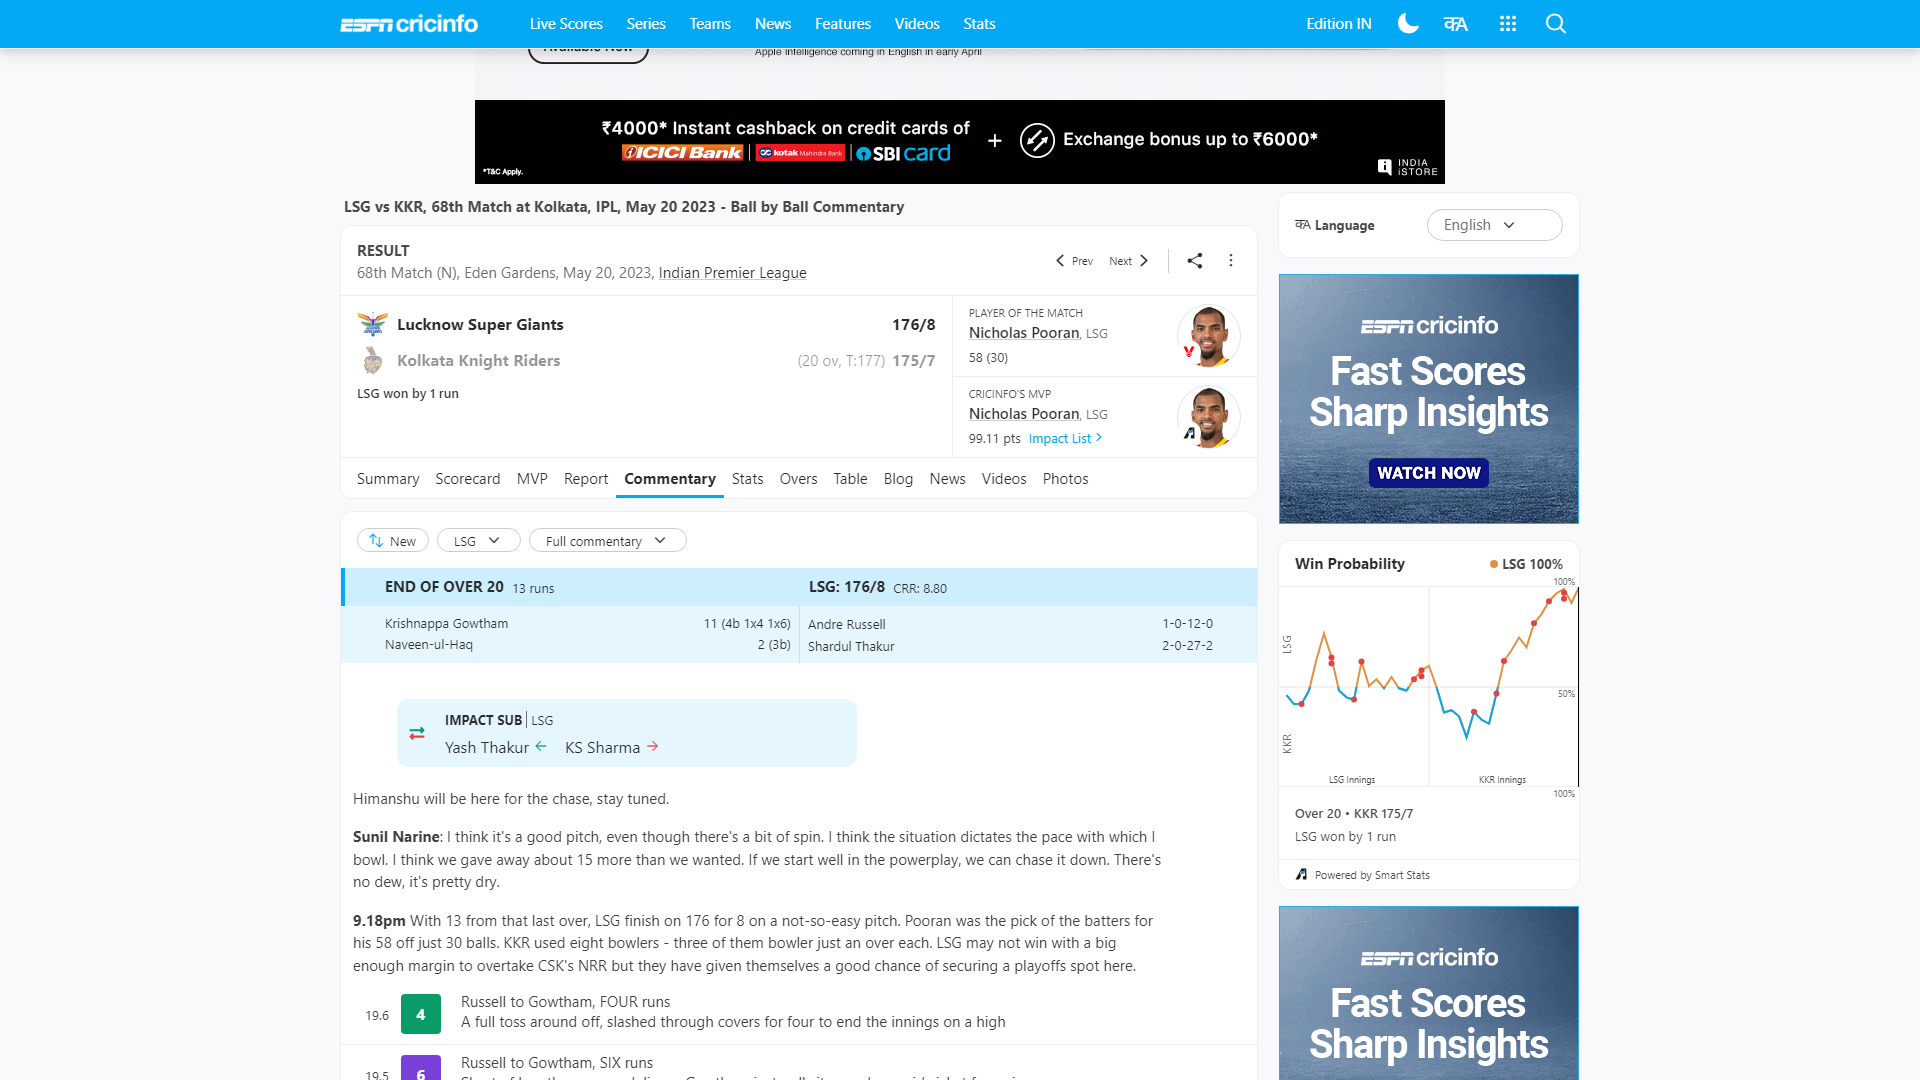 ESPN cricinfo
Live Scores Series Teams News Features Videos Stats
Edition IN
Available Now
Apple Intelligence coming in English in early April
₹4000* Instant cashback on credit cards of
ICICI Bank | kotak Mahindra Bank | SBI card
+
Exchange bonus up to ₹6000*
*T&C Apply.
INDIA
iSTORE
LSG vs KKR, 68th Match at Kolkata, IPL, May 20 2023 - Ball by Ball Commentary
RESULT
68th Match (N), Eden Gardens, May 20, 2023, Indian Premier League
Prev Next
Lucknow Super Giants 176/8
Kolkata Knight Riders (20 ov, T:177) 175/7
LSG won by 1 run
PLAYER OF THE MATCH
Nicholas Pooran, LSG
58 (30)
CRICINFO'S MVP
Nicholas Pooran, LSG
99.11 pts Impact List
Summary Scorecard MVP Report Commentary Stats Overs Table Blog News Videos Photos
New LSG Full commentary
END OF OVER 20 13 runs LSG: 176/8 CRR: 8.80
Krishnappa Gowtham 11 (4b 1x4 1x6)
Naveen-ul-Haq 2 (3b)
Andre Russell 1-0-12-0
Shardul Thakur 2-0-27-2
IMPACT SUB | LSG
Yash Thakur KS Sharma
Himanshu will be here for the chase, stay tuned.
Sunil Narine: I think it's a good pitch, even though there's a bit of spin. I think the situation dictates the pace with which I
bowl. I think we gave away about 15 more than we wanted. If we start well in the powerplay, we can chase it down. There's
no dew, it's pretty dry.
9.18pm With 13 from that last over, LSG finish on 176 for 8 on a not-so-easy pitch. Pooran was the pick of the batters for
his 58 off just 30 balls. KKR used eight bowlers - three of them bowler just an over each. LSG may not win with a big
enough margin to overtake CSK's NRR but they have given themselves a good chance of securing a playoffs spot here.
19.6 4 Russell to Gowtham, FOUR runs
A full toss around off, slashed through covers for four to end the innings on a high
19.5 6 Russell to Gowtham, SIX runs
Language English
ESPN cricinfo
Fast Scores
Sharp Insights
WATCH NOW
Win Probability LSG 100%
100%
LSG
50%
KKR
LSG Innings KKR Innings
100%
Over 20 • KKR 175/7
LSG won by 1 run
Powered by Smart Stats
ESPN cricinfo
Fast Scores
Sharp Insights